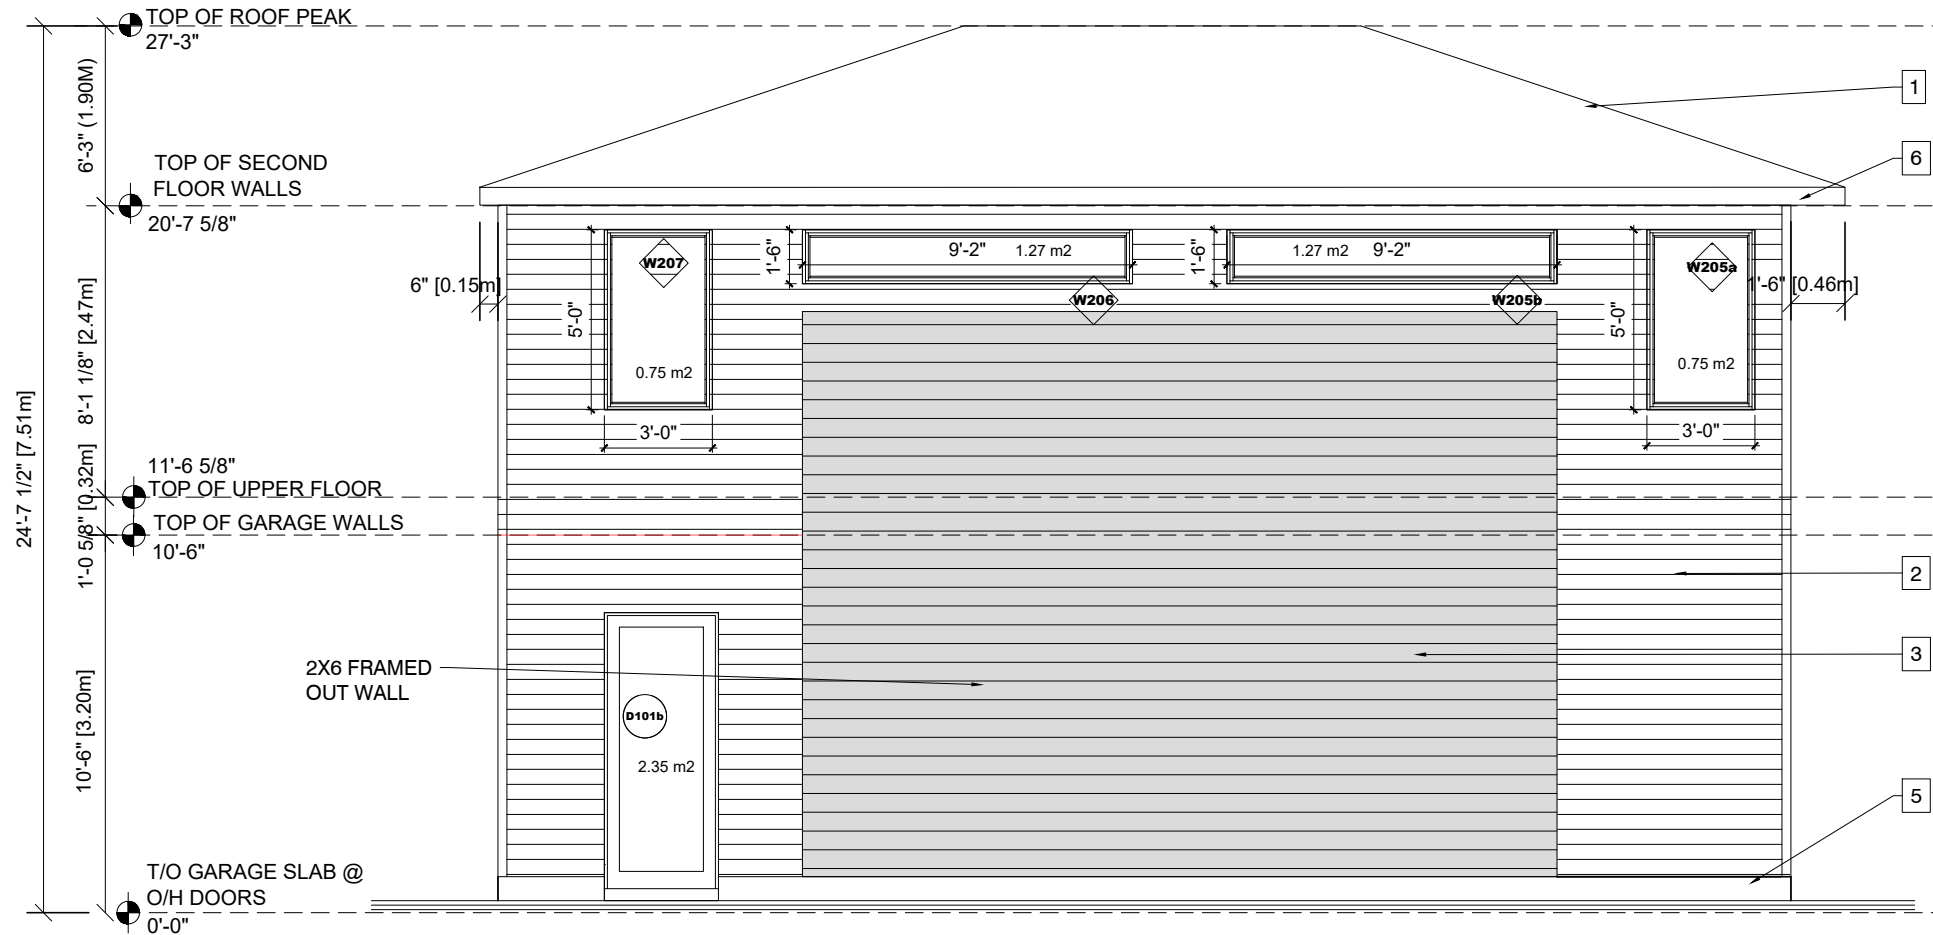 TOP OF ROOF PEAK
27'-3"
6'-3" (1.90M)
1
TOP OF SECOND
FLOOR WALLS
20'-7 5/8"
6
W207
1'-6"
9'-2" 1.27 m2
1'-6"
1.27 m2 9'-2"
W205a
6" [0.15m]
W206
W205b
1'-6" [0.46m]
5'-0"
5'-0"
0.75 m2
0.75 m2
8'-1 1/8" [2.47m]
3'-0"
3'-0"
24'-7 1/2" [7.51m]
11'-6 5/8"
TOP OF UPPER FLOOR
1'-0 5/8" [0.32m]
TOP OF GARAGE WALLS
10'-6"
2
2X6 FRAMED
OUT WALL
3
D101b
2.35 m2
10'-6" [3.20m]
5
T/O GARAGE SLAB @
O/H DOORS
0'-0"